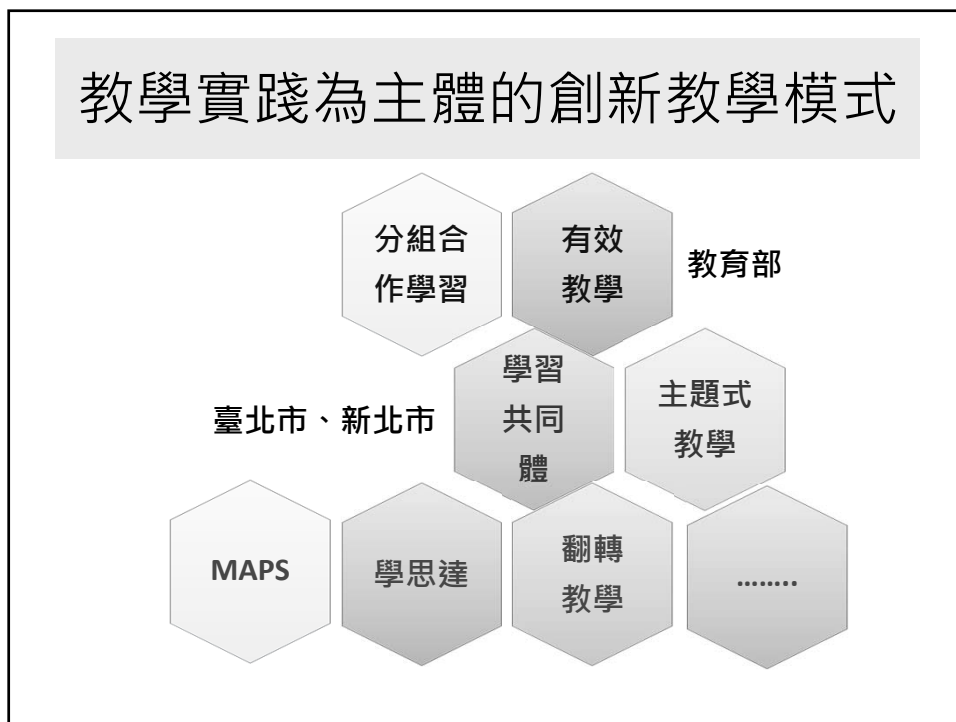 教學實踐為主體的創新教學模式
分組合
作學習
有效
教學
教育部
臺北市、新北市
學習
共同
體
主題式
教學
MAPS
學思達
翻轉
教學
……..